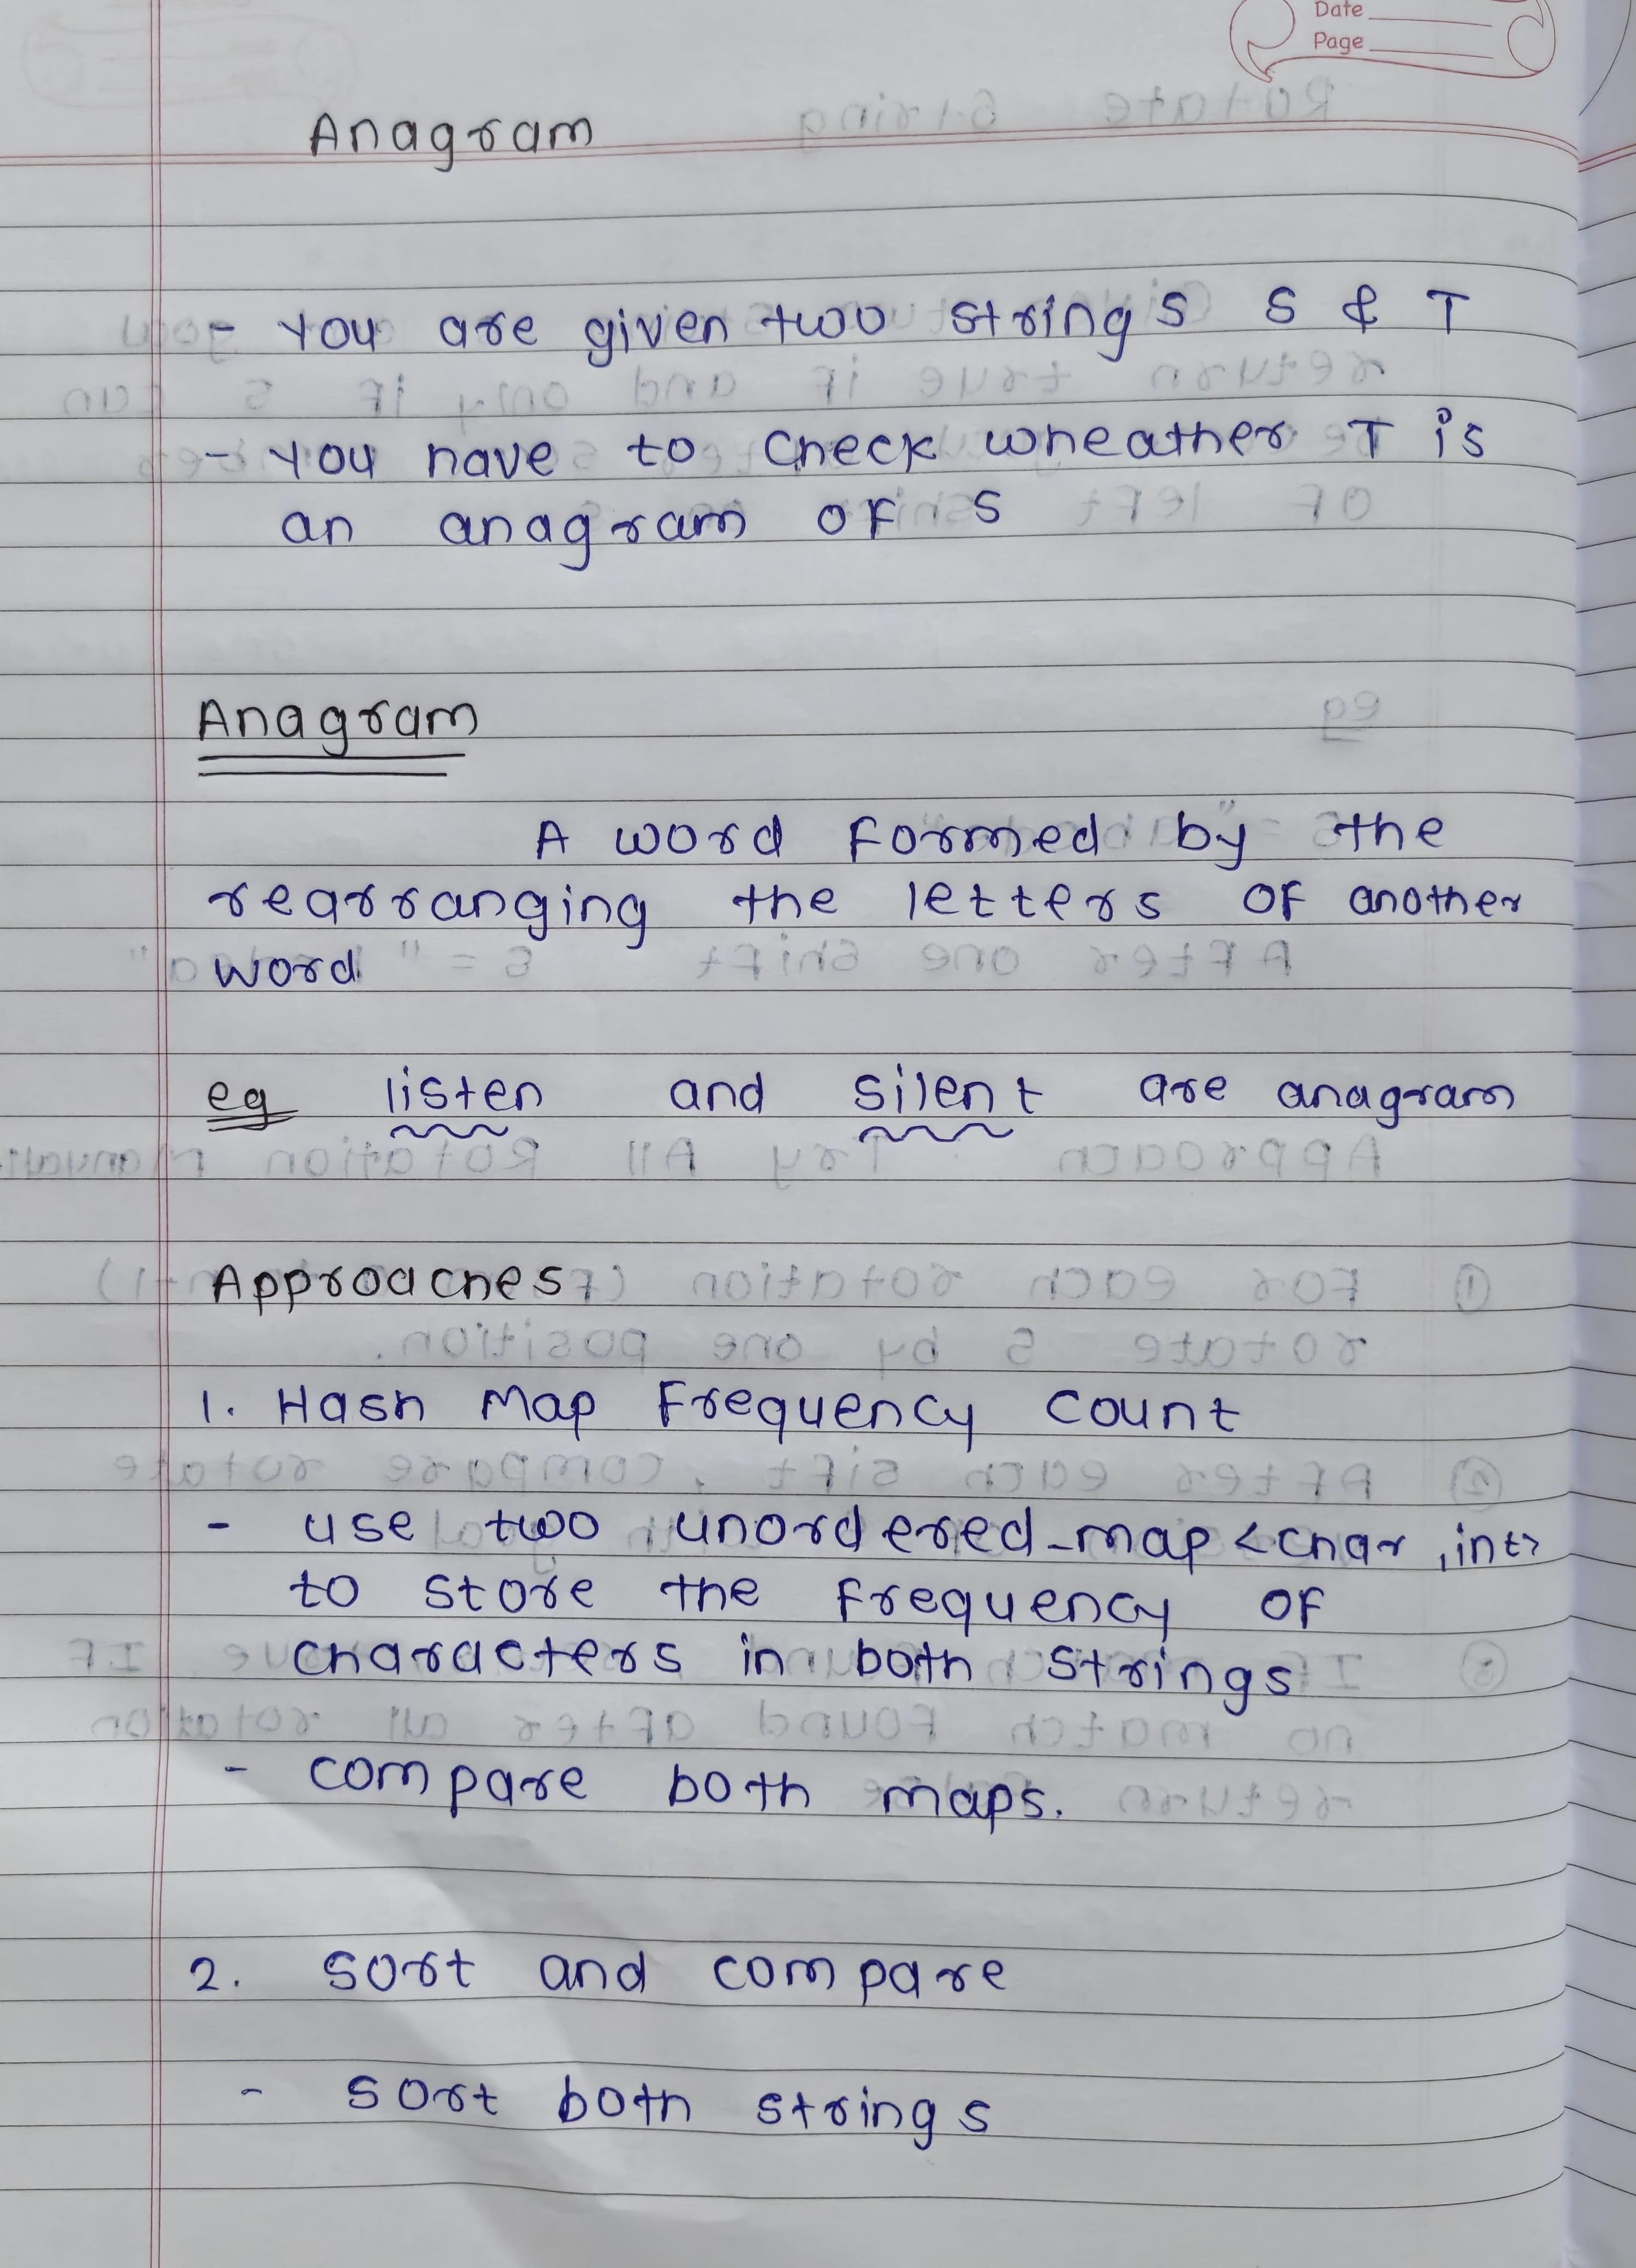 Date
Page
Anagram
- You are given two strings S & T
- You have to Check wheather T is
an anagram OF S
Anagram
A word Formed by the
rearranging the letters OF another
word
eg listen and silent are anagram
Approaches
1. Hash Map Frequency Count
- use two unordered_map<char,int>
to store the Frequency OF
characters in both strings
- compare both maps.
2. Sort and compare
- sort both strings